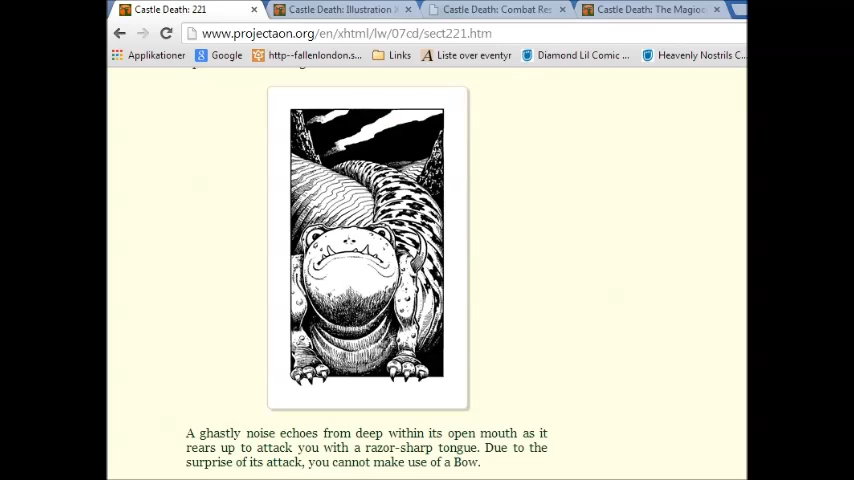 Castle Death: 221
Castle Death: Illustration
Castle Death: Combat Re
Castle Death: The Magic
www.projectaon.org/en/xhtml/lw/07cd/sect221.htm
Applikationer
Google
http--fallenlondon.s...
Links
Liste over eventyr
Diamond Lil Comic ...
Heavenly Nostrils C...
A ghastly noise echoes from deep within its open mouth as it
rears up to attack you with a razor-sharp tongue. Due to the
surprise of its attack, you cannot make use of a Bow.